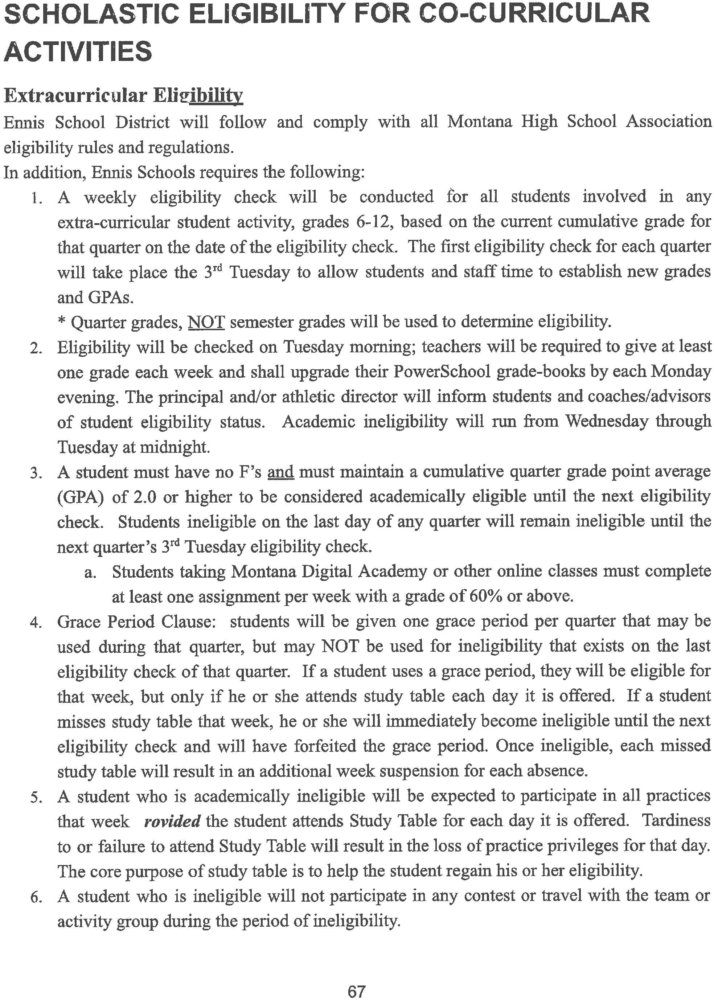 SCHOLASTIC ELIGIBILITY FOR CO-CURRICULAR
ACTIVITIES
Extracurricular Eligibility
Ennis School District will follow and comply with all Montana High School Association
eligibility rules and regulations.
In addition, Ennis Schools requires the following:
1. A weekly eligibility check will be conducted for all students involved in any
extra-curricular student activity, grades 6-12, based on the current cumulative grade for
that quarter on the date of the eligibility check. The first eligibility check for each quarter
will take place the 3rd Tuesday to allow students and staff time to establish new grades
and GPAs.
* Quarter grades, NOT semester grades will be used to determine eligibility.
2. Eligibility will be checked on Tuesday morning; teachers will be required to give at least
one grade each week and shall upgrade their PowerSchool grade-books by each Monday
evening. The principal and/or athletic director will inform students and coaches/advisors
of student eligibility status. Academic ineligibility will run from Wednesday through
Tuesday at midnight.
3. A student must have no F's and must maintain a cumulative quarter grade point average
(GPA) of 2.0 or higher to be considered academically eligible until the next eligibility
check. Students ineligible on the last day of any quarter will remain ineligible until the
next quarter's 3rd Tuesday eligibility check.
a. Students taking Montana Digital Academy or other online classes must complete
at least one assignment per week with a grade of 60% or above.
4. Grace Period Clause: students will be given one grace period per quarter that may be
used during that quarter, but may NOT be used for ineligibility that exists on the last
eligibility check of that quarter. If a student uses a grace period, they will be eligible for
that week, but only if he or she attends study table each day it is offered. If a student
misses study table that week, he or she will immediately become ineligible until the next
eligibility check and will have forfeited the grace period. Once ineligible, each missed
study table will result in an additional week suspension for each absence.
5. A student who is academically ineligible will be expected to participate in all practices
that week rovided the student attends Study Table for each day it is offered. Tardiness
to or failure to attend Study Table will result in the loss of practice privileges for that day.
The core purpose of study table is to help the student regain his or her eligibility.
6. A student who is ineligible will not participate in any contest or travel with the team or
activity group during the period of ineligibility.
67